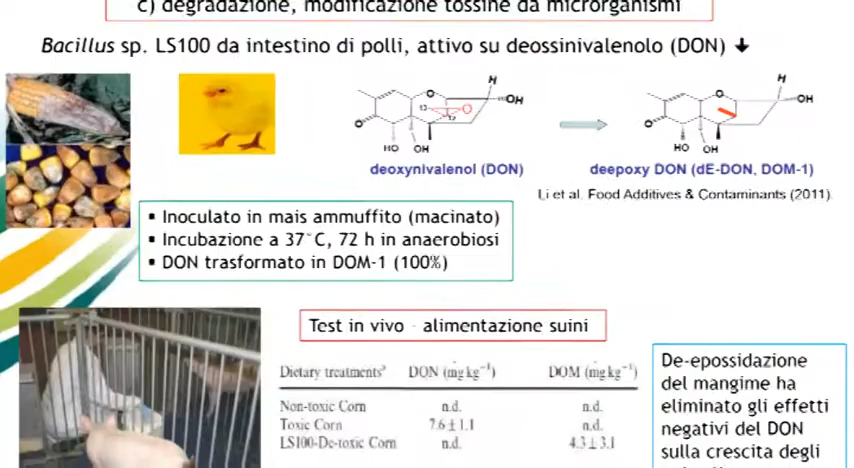 c) degradazione, modificazione tossine da microrganismi
Bacillus sp. LS100 da intestino di polli, attivo su deossinivalenolo (DON)
H
O
OH
O
13
O
12
HO
OH
deoxynivalenol (DON)
H
O
OH
O
HO
OH
deepoxy DON (dE-DON, DOM-1)
Li et al. Food Additives & Contaminants (2011).
▪ Inoculato in mais ammuffito (macinato)
▪ Incubazione a 37°C, 72 h in anaerobiosi
▪ DON trasformato in DOM-1 (100%)
Test in vivo - alimentazione suini
Dietary treatmentsᵃ DON (mg kg⁻¹) DOM (mg kg⁻¹)
Non-toxic Corn n.d. n.d.
Toxic Corn 7.6±1.1 n.d.
LS100-De-toxic Corn n.d. 4.3±3.1
De-epossidazione
del mangime ha
eliminato gli effetti
negativi del DON
sulla crescita degli